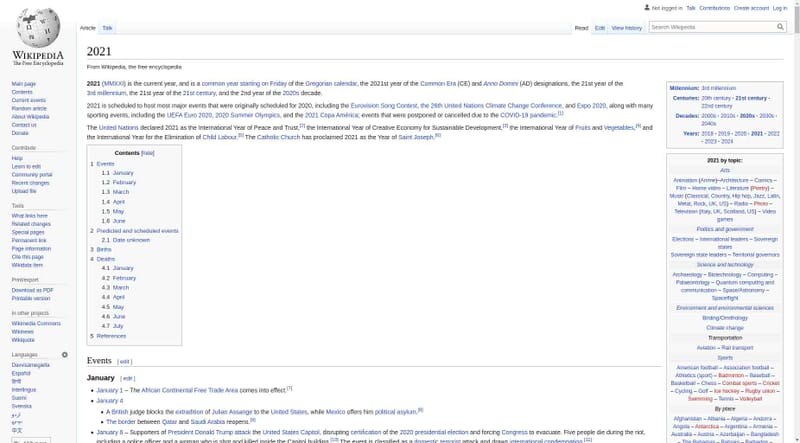 Not logged in Talk Contributions Create account Log in
WIKIPEDIA
The Free Encyclopedia
Article Talk
Read Edit View history
Search Wikipedia
Main page
Contents
Current events
Random article
About Wikipedia
Contact us
Donate
Contribute
Help
Learn to edit
Community portal
Recent changes
Upload file
Tools
What links here
Related changes
Special pages
Permanent link
Page information
Cite this page
Wikidata item
Print/export
Download as PDF
Printable version
In other projects
Wikimedia Commons
Wikinews
Wikiquote
Languages
Davvisámegiella
Español
हिन्दी
Interlingua
Suomi
Svenska
اردو
中文
2021
From Wikipedia, the free encyclopedia
2021 (MMXXI) is the current year, and is a common year starting on Friday of the Gregorian calendar, the 2021st year of the Common Era (CE) and Anno Domini (AD) designations, the 21st year of the
3rd millennium, the 21st year of the 21st century, and the 2nd year of the 2020s decade.
2021 is scheduled to host most major events that were originally scheduled for 2020, including the Eurovision Song Contest, the 26th United Nations Climate Change Conference, and Expo 2020, along with many
sporting events, including the UEFA Euro 2020, 2020 Summer Olympics, and the 2021 Copa América; events that were postponed or cancelled due to the COVID-19 pandemic.[1]
The United Nations declared 2021 as the International Year of Peace and Trust,[2] the International Year of Creative Economy for Sustainable Development,[3] the International Year of Fruits and Vegetables,[4] and
the International Year for the Elimination of Child Labour.[5] The Catholic Church has proclaimed 2021 as the Year of Saint Joseph.[6]
Contents [hide]
1 Events
1.1 January
1.2 February
1.3 March
1.4 April
1.5 May
1.6 June
2 Predicted and scheduled events
2.1 Date unknown
3 Births
4 Deaths
4.1 January
4.2 February
4.3 March
4.4 April
4.5 May
4.6 June
4.7 July
5 References
Events [ edit ]
January [ edit ]
January 1 – The African Continental Free Trade Area comes into effect.[7]
January 4
A British judge blocks the extradition of Julian Assange to the United States, while Mexico offers him political asylum.[8]
The border between Qatar and Saudi Arabia reopens.[9]
January 6 – Supporters of President Donald Trump attack the United States Capitol, disrupting certification of the 2020 presidential election and forcing Congress to evacuate. Five people die during the riot,
including a police officer and a woman who is shot and killed inside the Capitol building.[10] The event is classified as a domestic terrorist attack and drawn international condemnation.[12]
Millennium: 3rd millennium
Centuries: 20th century · 21st century ·
22nd century
Decades: 2000s · 2010s · 2020s · 2030s ·
2040s
Years: 2018 · 2019 · 2020 · 2021 · 2022
· 2023 · 2024
2021 by topic:
Arts
Animation (Anime)–Architecture – Comics –
Film – Home video – Literature (Poetry) –
Music (Classical, Country, Hip hop, Jazz, Latin,
Metal, Rock, UK, US) – Radio – Photo –
Television (Italy, UK, Scotland, US) – Video
games
Politics and government
Elections – International leaders – Sovereign
states
Sovereign state leaders – Territorial governors
Science and technology
Archaeology – Biotechnology – Computing –
Palaeontology – Quantum computing and
communication – Space/Astronomy –
Spaceflight
Environment and environmental sciences
Birding/Ornithology
Climate change
Transportation
Aviation – Rail transport
Sports
American football – Association football –
Athletics (sport) – Badminton – Baseball –
Basketball – Chess – Combat sports – Cricket
– Cycling – Golf – Ice hockey – Rugby union –
Swimming – Tennis – Volleyball
By place
Afghanistan – Albania – Algeria – Andorra –
Angola – Antarctica – Argentina – Armenia –
Australia – Austria – Azerbaijan – Bangladesh